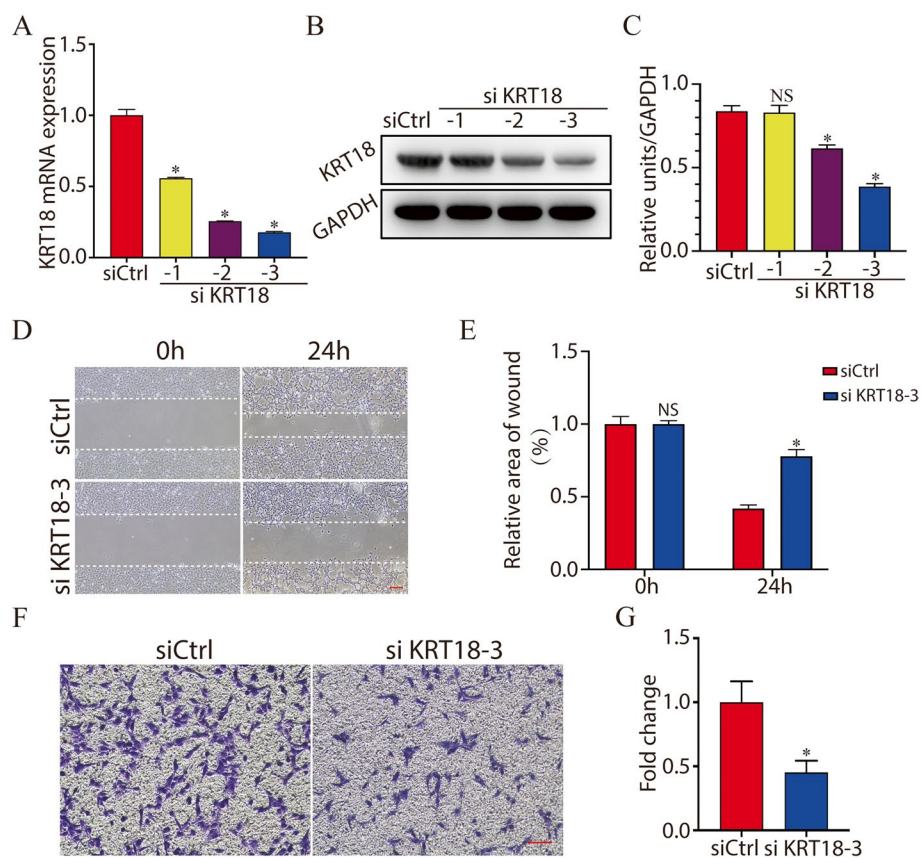 A
KRT18 mRNA expression
1.5
1.0
0.5
0.0
siCtrl
-1
-2
-3
si KRT18
*
*
*
B
si KRT18
siCtrl
-1
-2
-3
KRT18
GAPDH
C
Relative units/GAPDH
1.0
0.5
0.0
NS
*
*
siCtrl
-1
-2
-3
si KRT18
D
0h
24h
siCtrl
si KRT18-3
E
Relative area of wound
(%)
1.5
1.0
0.5
0.0
NS
*
0h
24h
siCtrl
si KRT18-3
F
siCtrl
si KRT18-3
G
Fold change
1.5
1.0
0.5
0.0
*
siCtrl si KRT18-3